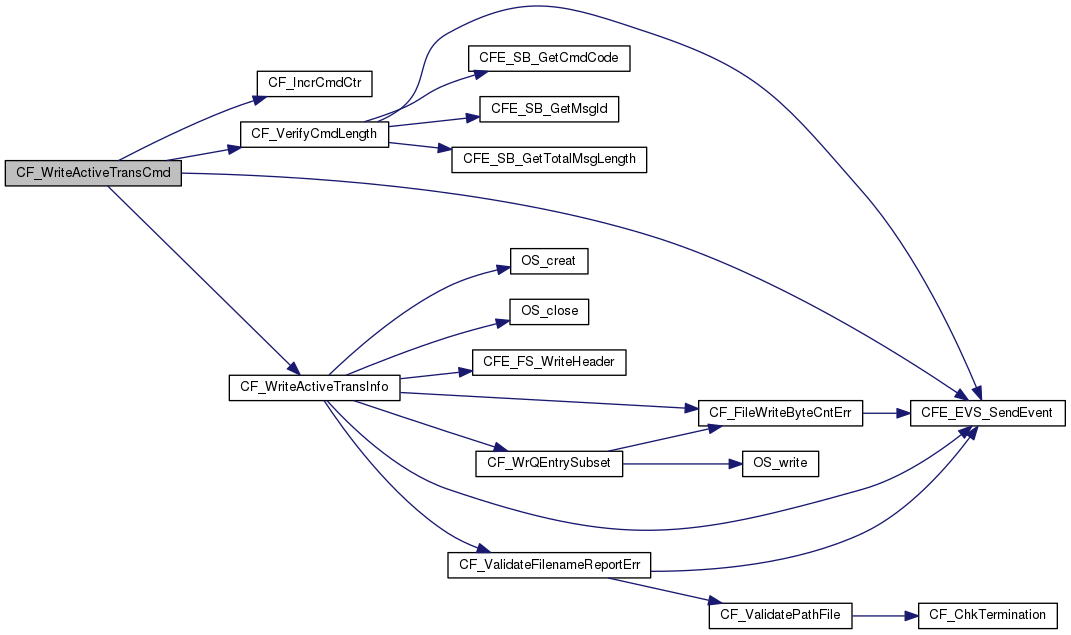 CFE_SB_GetCmdCode
CF_IncrCmdCtr
CFE_SB_GetMsgId
CF_VerifyCmdLength
CFE_SB_GetTotalMsgLength
CF_WriteActiveTransCmd
OS_creat
OS_close
CFE_FS_WriteHeader
CF_WriteActiveTransInfo
CF_FileWriteByteCntErr
CFE_EVS_SendEvent
CF_WrQEntrySubset
OS_write
CF_ValidateFilenameReportErr
CF_ValidatePathFile
CF_ChkTermination